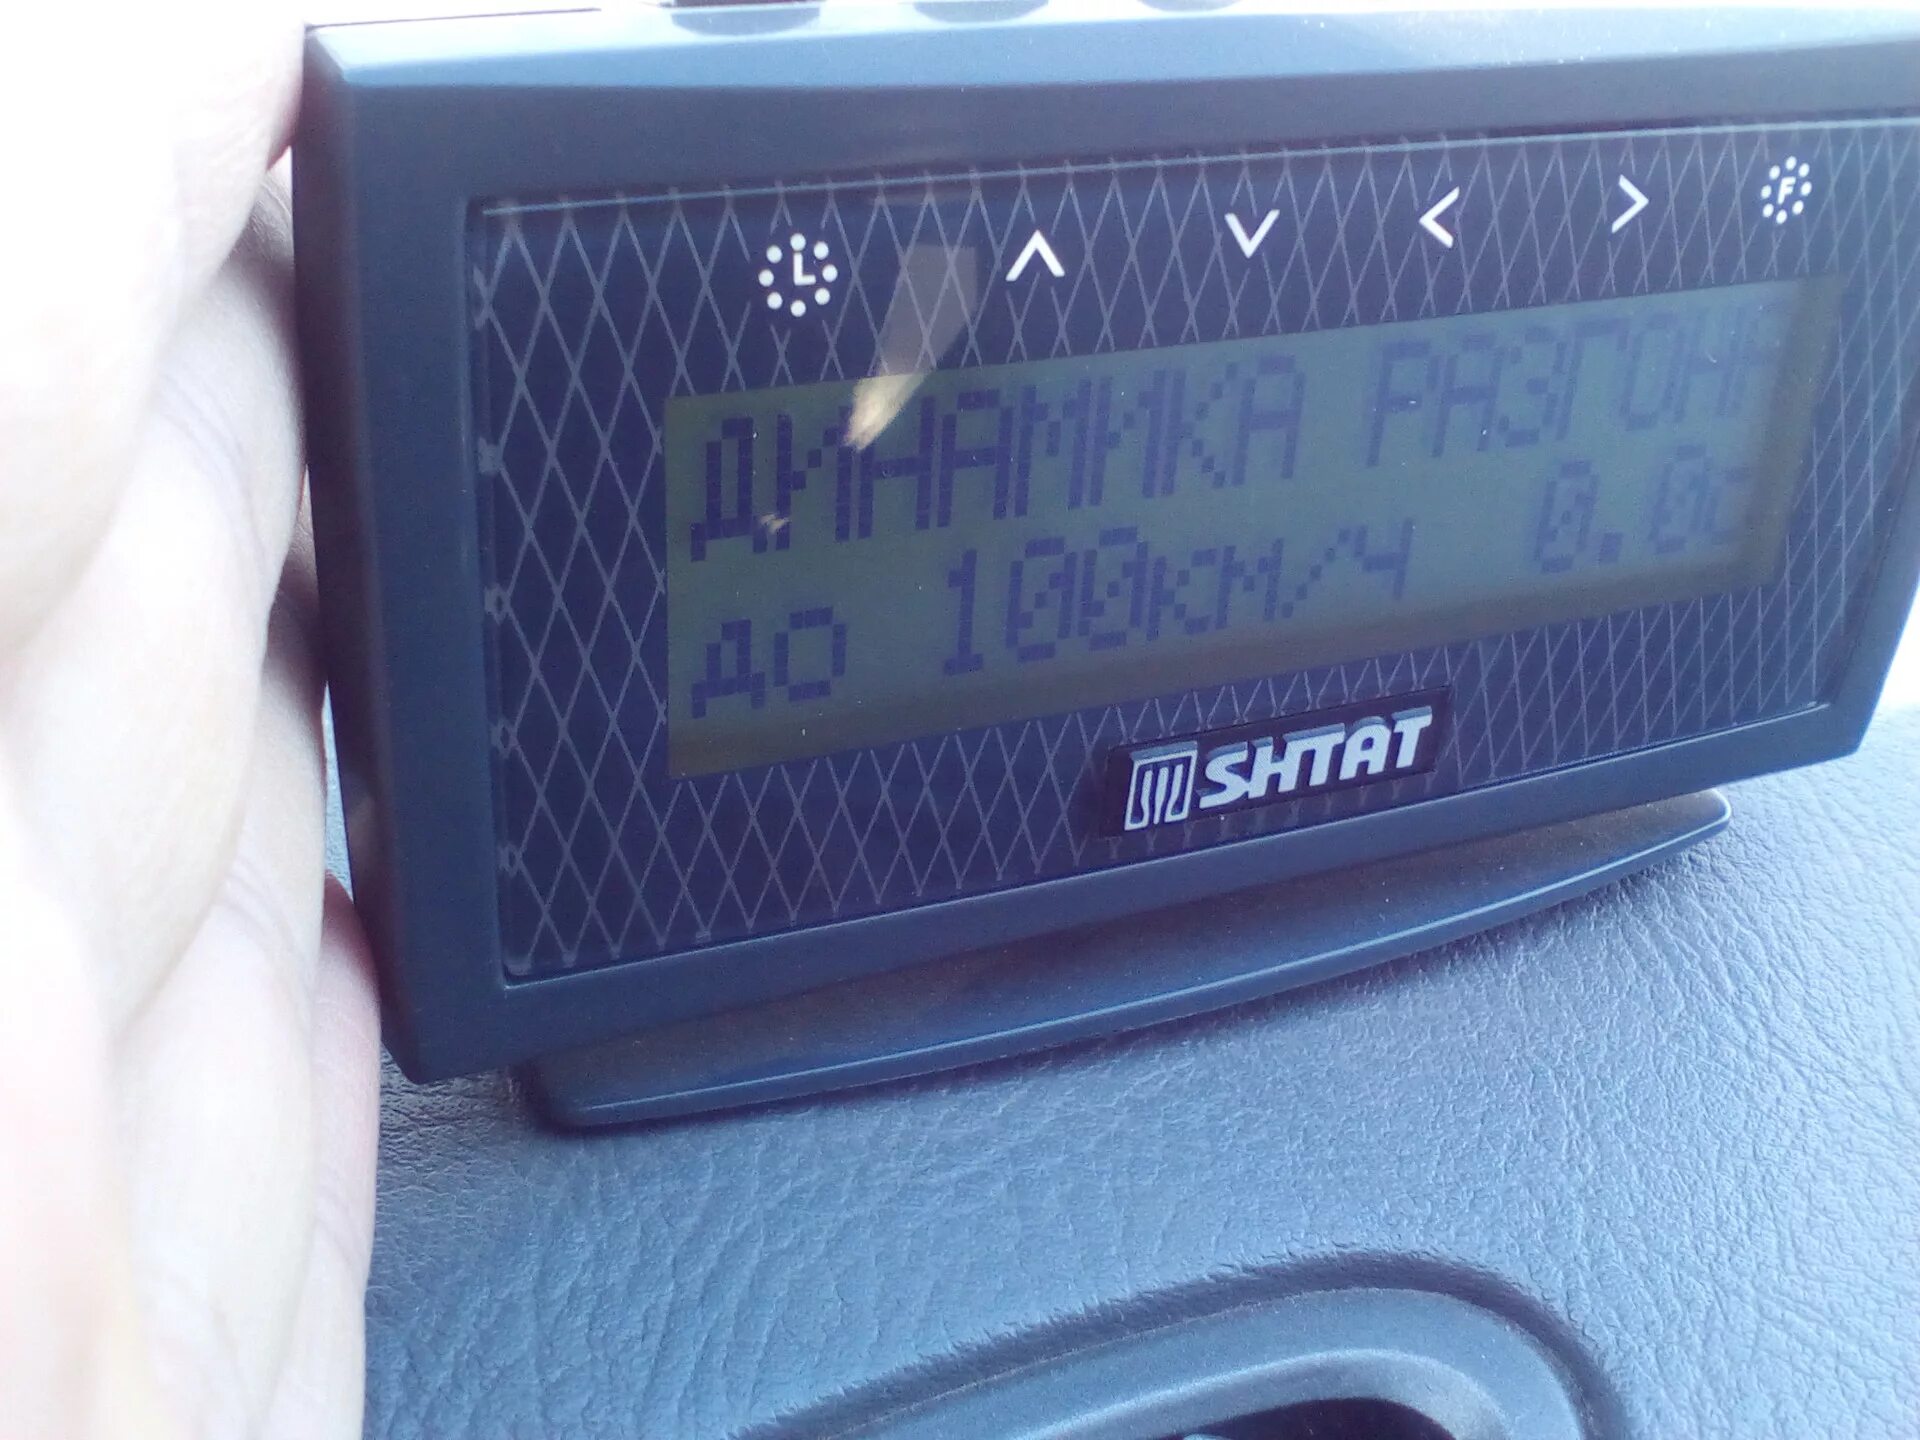 L F
ДИНАМИКА РАЗГОНА
ДО 100км/ч 0.0с
SHTAT